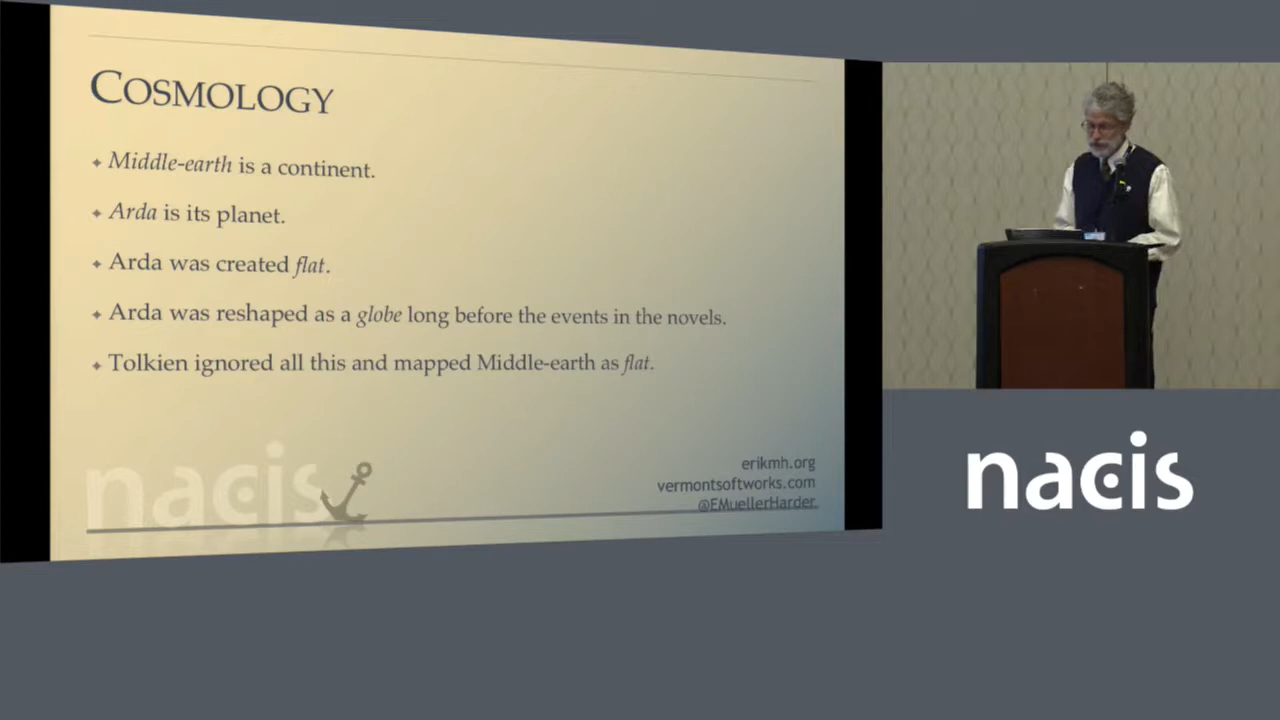 COSMOLOGY
Middle-earth is a continent.
Arda is its planet.
Arda was created flat.
Arda was reshaped as a globe long before the events in the novels.
Tolkien ignored all this and mapped Middle-earth as flat.
nacis
erikmh.org
vermontsoftworks.com
@EMuellerHarder
nacis